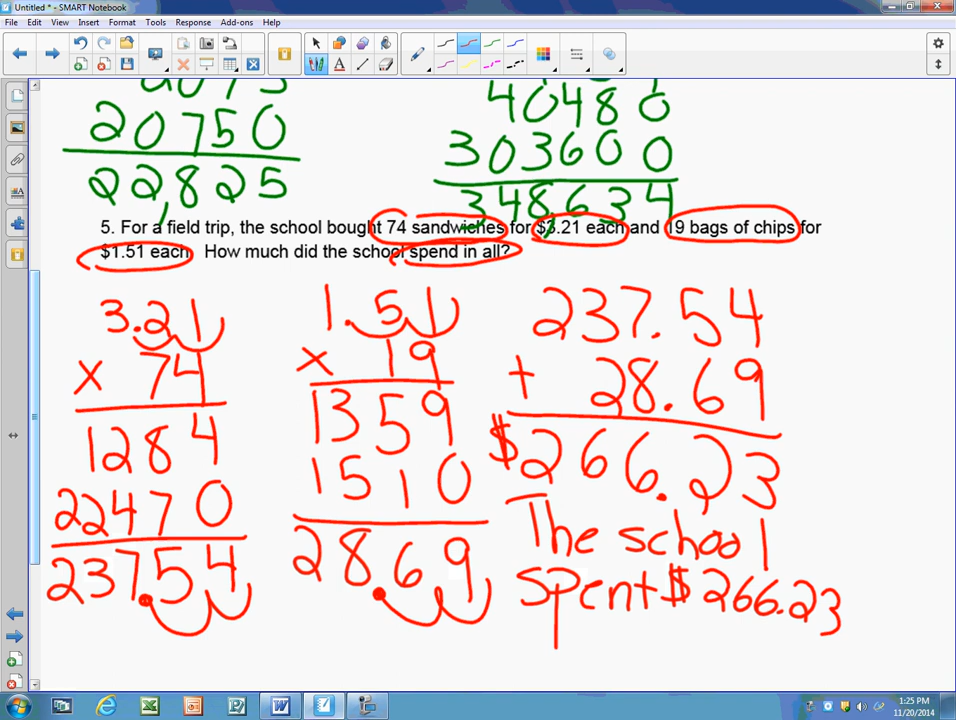 Untitled * - SMART Notebook
File Edit View Insert Format Tools Response Add-ons Help
20750
22,825
40480
303600
348,634
5. For a field trip, the school bought 74 sandwiches for $3.21 each and 19 bags of chips for
$1.51 each. How much did the school spend in all?
3.21
x 74
1284
22470
237.54
1.51
x 19
1359
1510
28.69
237.54
+ 28.69
$266.23
The school
spent $266.23
1:25 PM
11/20/2014